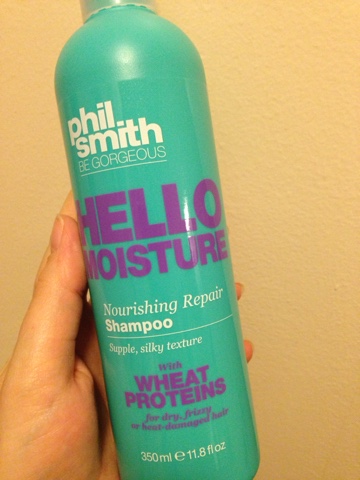 phil
smith
BE GORGEOUS
HELLO
MOISTURE
Nourishing Repair
Shampoo
Supple, silky texture
With
WHEAT
PROTEINS
for dry, frizzy
or heat-damaged hair
350ml e 11.8 fl oz